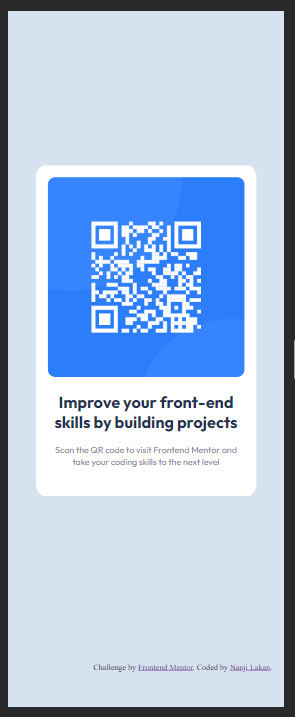 Improve your front-end
skills by building projects
Scan the QR code to visit Frontend Mentor and
take your coding skills to the next level
Challenge by Frontend Mentor. Coded by Nanji Lakan.